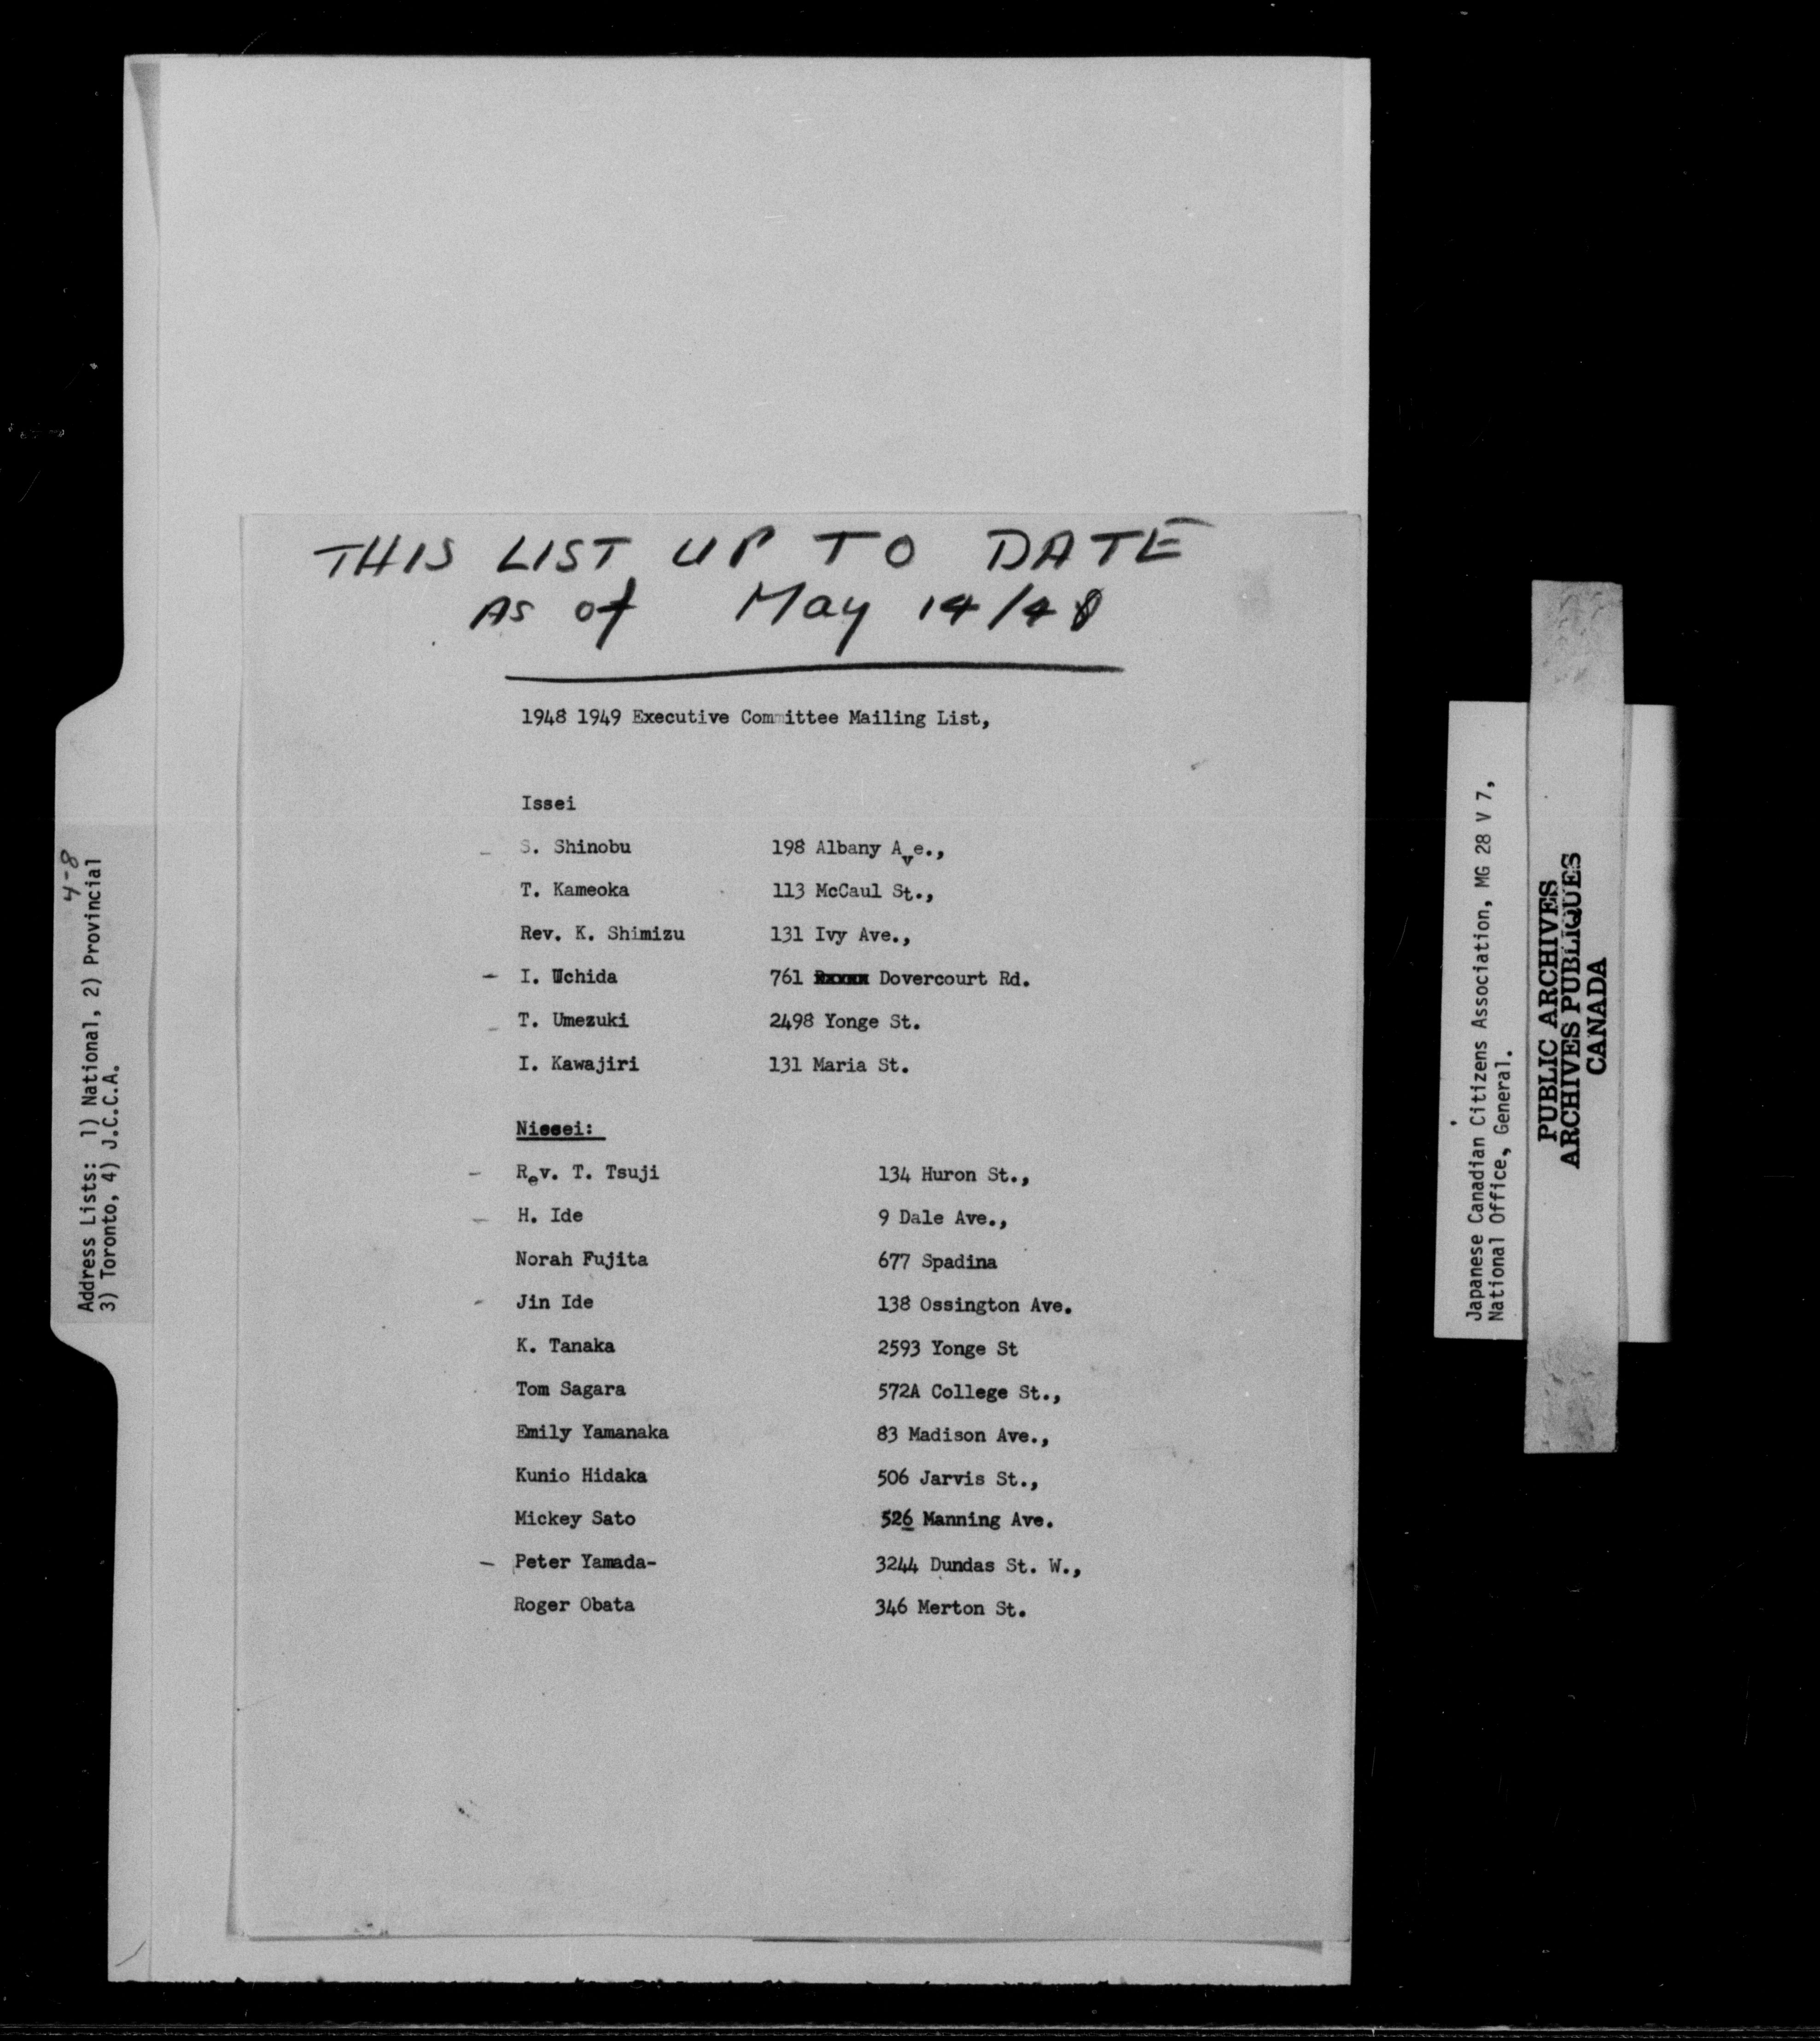 THIS LIST UP TO DATE
AS of May 14/48
1948 1949 Executive Committee Mailing List,
Issei
- S. Shinobu 198 Albany Ave.,
T. Kameoka 113 McCaul St.,
Rev. K. Shimizu 131 Ivy Ave.,
- I. Uchida 761 xxxxx Dovercourt Rd.
- T. Umezuki 2498 Yonge St.
I. Kawajiri 131 Maria St.
Nissei:
- Rev. T. Tsuji 134 Huron St.,
- H. Ide 9 Dale Ave.,
Norah Fujita 677 Spadina
- Jin Ide 138 Ossington Ave.
K. Tanaka 2593 Yonge St
Tom Sagara 572A College St.,
Emily Yamanaka 83 Madison Ave.,
Kunio Hidaka 506 Jarvis St.,
Mickey Sato 526 Manning Ave.
- Peter Yamada- 3244 Dundas St. W.,
Roger Obata 346 Merton St.
4-8
Address Lists: 1) National, 2) Provincial
3) Toronto, 4) J.C.C.A.
Japanese Canadian Citizens Association, MG 28 V 7,
National Office, General.
PUBLIC ARCHIVES
ARCHIVES PUBLIQUES
CANADA